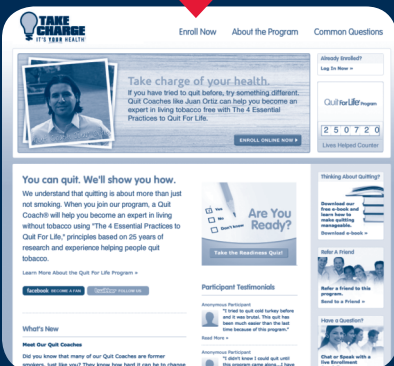 TAKE
CHARGE
IT'S YOUR HEALTH
Enroll Now
About the Program
Common Questions
Take charge of your health.
If you have tried to quit before, try something different.
Quit Coaches like Juan Ortiz can help you become an
expert in living tobacco free with The 4 Essential
Practices to Quit For Life.
ENROLL ONLINE NOW
Already Enrolled?
Log In Now »
Quit For Life Program
2 5 0 7 2 0
Lives Helped Counter
You can quit. We'll show you how.
We understand that quitting is about more than just
not smoking. When you join our program, a Quit
Coach® will help you become an expert in living
without tobacco using "The 4 Essential Practices to
Quit For Life," principles based on 25 years of
research and experience helping people quit
tobacco.
Learn More About the Quit For Life Program »
facebook BECOME A FAN
twitter FOLLOW US
What's New
Meet Our Quit Coaches
Did you know that many of our Quit Coaches are former
smokers, just like you? They know how hard it can be to change
Yes
No
Don't know
Are You
Ready?
Take the Readiness Quiz!
Participant Testimonials
Anonymous Participant
"I tried to quit cold turkey before
and it was brutal. This quit has
been much easier than the last
time because of this program."
Read More »
Anonymous Participant
"I didn't know I could quit until
this program came along...I have
Thinking About Quitting?
Download our
free e-book and
learn how to
make quitting
manageable.
Download e-book »
Refer A Friend
Refer a friend to this
program.
Send to a Friend »
Have a Question?
Chat or Speak with a
live Enrollment